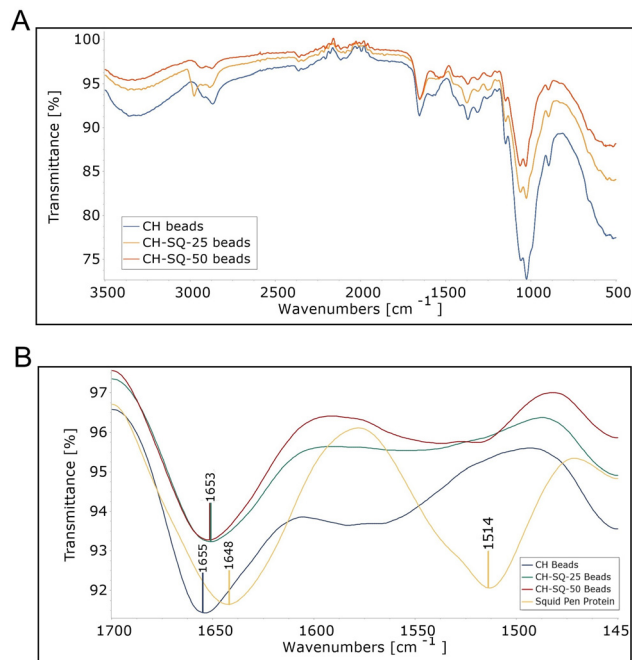 A
100
95
90
85
80
75
Transmittance [%]
CH beads
CH-SQ-25 beads
CH-SQ-50 beads
3500 3000 2500 2000 1500 1000 500
Wavenumbers [cm -1]
B
97
96
95
94
93
92
Transmittance [%]
1653
1655
1648
1514
CH Beads
CH-SQ-25 Beads
CH-SQ-50 Beads
Squid Pen Protein
1700 1650 1600 1550 1500 145
Wavenumbers [cm -1]